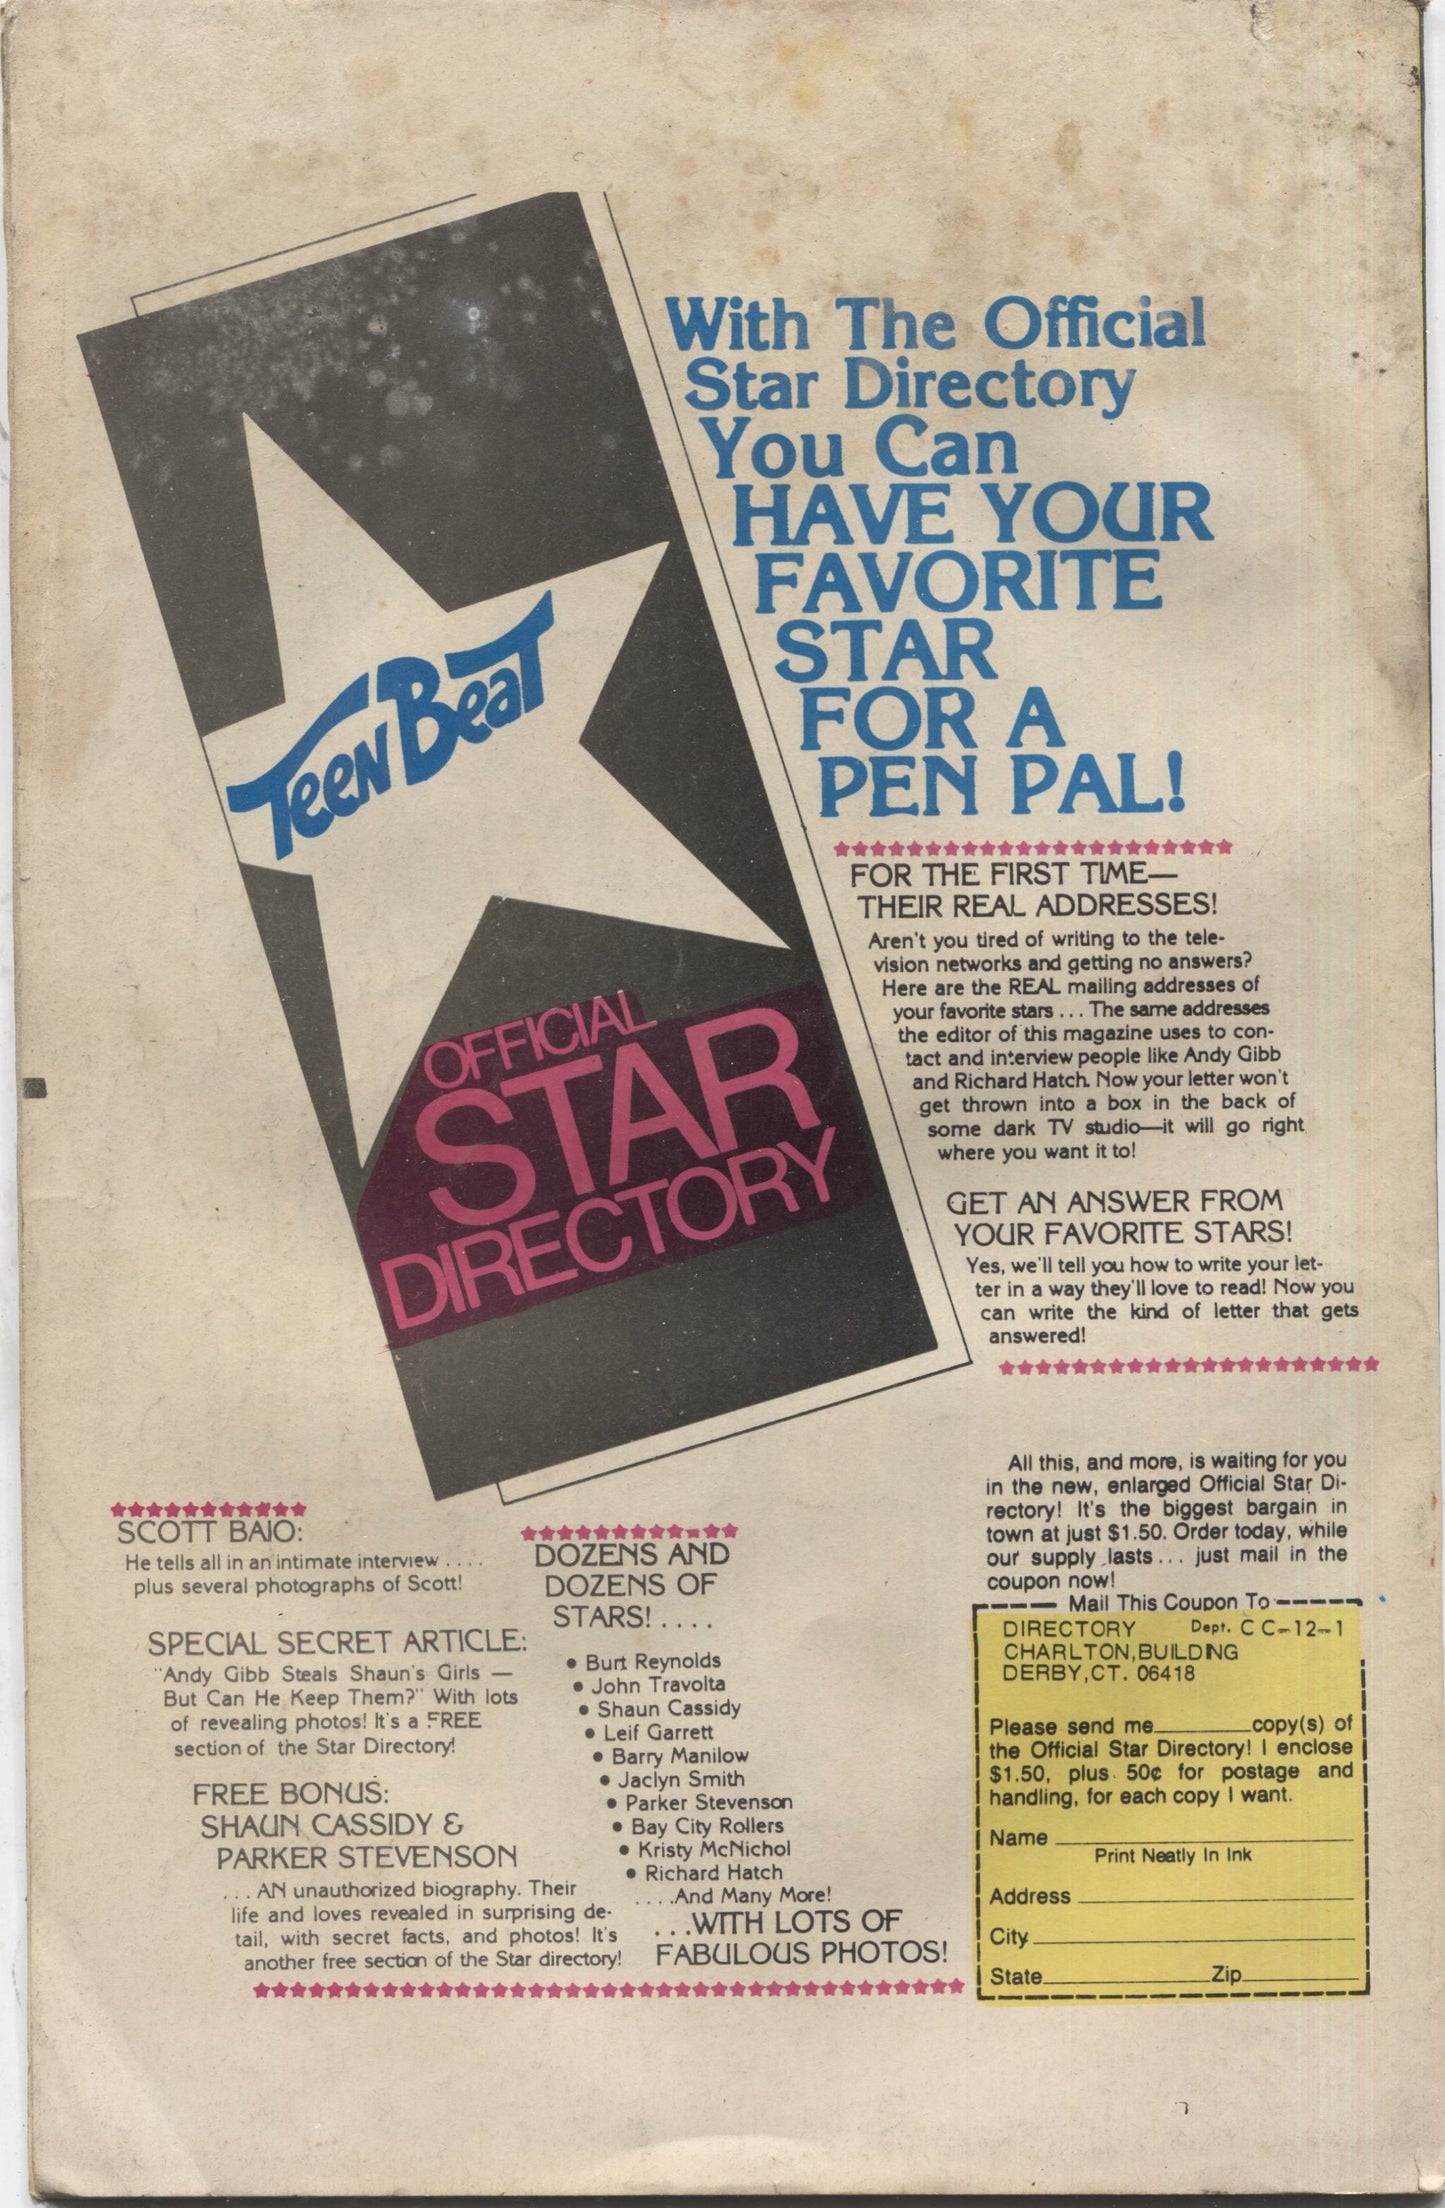 With The Official
Star Directory
You Can
HAVE YOUR
FAVORITE
STAR
FOR A
PEN PAL!
TEEN BEAT
OFFICIAL
STAR
DIRECTORY
FOR THE FIRST TIME—
THEIR REAL ADDRESSES!
Aren't you tired of writing to the tele-
vision networks and getting no answers?
Here are the REAL mailing addresses of
your favorite stars . . . The same addresses
the editor of this magazine uses to con-
tact and interview people like Andy Gibb
and Richard Hatch. Now your letter won't
get thrown into a box in the back of
some dark TV studio—it will go right
where you want it to!
GET AN ANSWER FROM
YOUR FAVORITE STARS!
Yes, we'll tell you how to write your let-
ter in a way they'll love to read! Now you
can write the kind of letter that gets
answered!
SCOTT BAIO:
He tells all in an intimate interview . . . .
plus several photographs of Scott!
SPECIAL SECRET ARTICLE:
"Andy Gibb Steals Shaun's Girls —
But Can He Keep Them?" With lots
of revealing photos! It's a FREE
section of the Star Directory!
FREE BONUS:
SHAUN CASSIDY &
PARKER STEVENSON
. . . AN unauthorized biography. Their
life and loves revealed in surprising de-
tail, with secret facts, and photos! It's
another free section of the Star directory!
DOZENS AND
DOZENS OF
STARS! . . . .
• Burt Reynolds
• John Travolta
• Shaun Cassidy
• Leif Garrett
• Barry Manilow
• Jaclyn Smith
• Parker Stevenson
• Bay City Rollers
• Kristy McNichol
• Richard Hatch
. . . .And Many More!
. . .WITH LOTS OF
FABULOUS PHOTOS!
All this, and more, is waiting for you
in the new, enlarged Official Star Di-
rectory! It's the biggest bargain in
town at just $1.50. Order today, while
our supply lasts . . . just mail in the
coupon now!
Mail This Coupon To
DIRECTORY Dept. C C-12-1
CHARLTON,BUILDING
DERBY,CT. 06418
Please send me_________copy(s) of
the Official Star Directory! I enclose
$1.50, plus 50¢ for postage and
handling, for each copy I want.
Name
Print Neatly In Ink
Address
City
State Zip